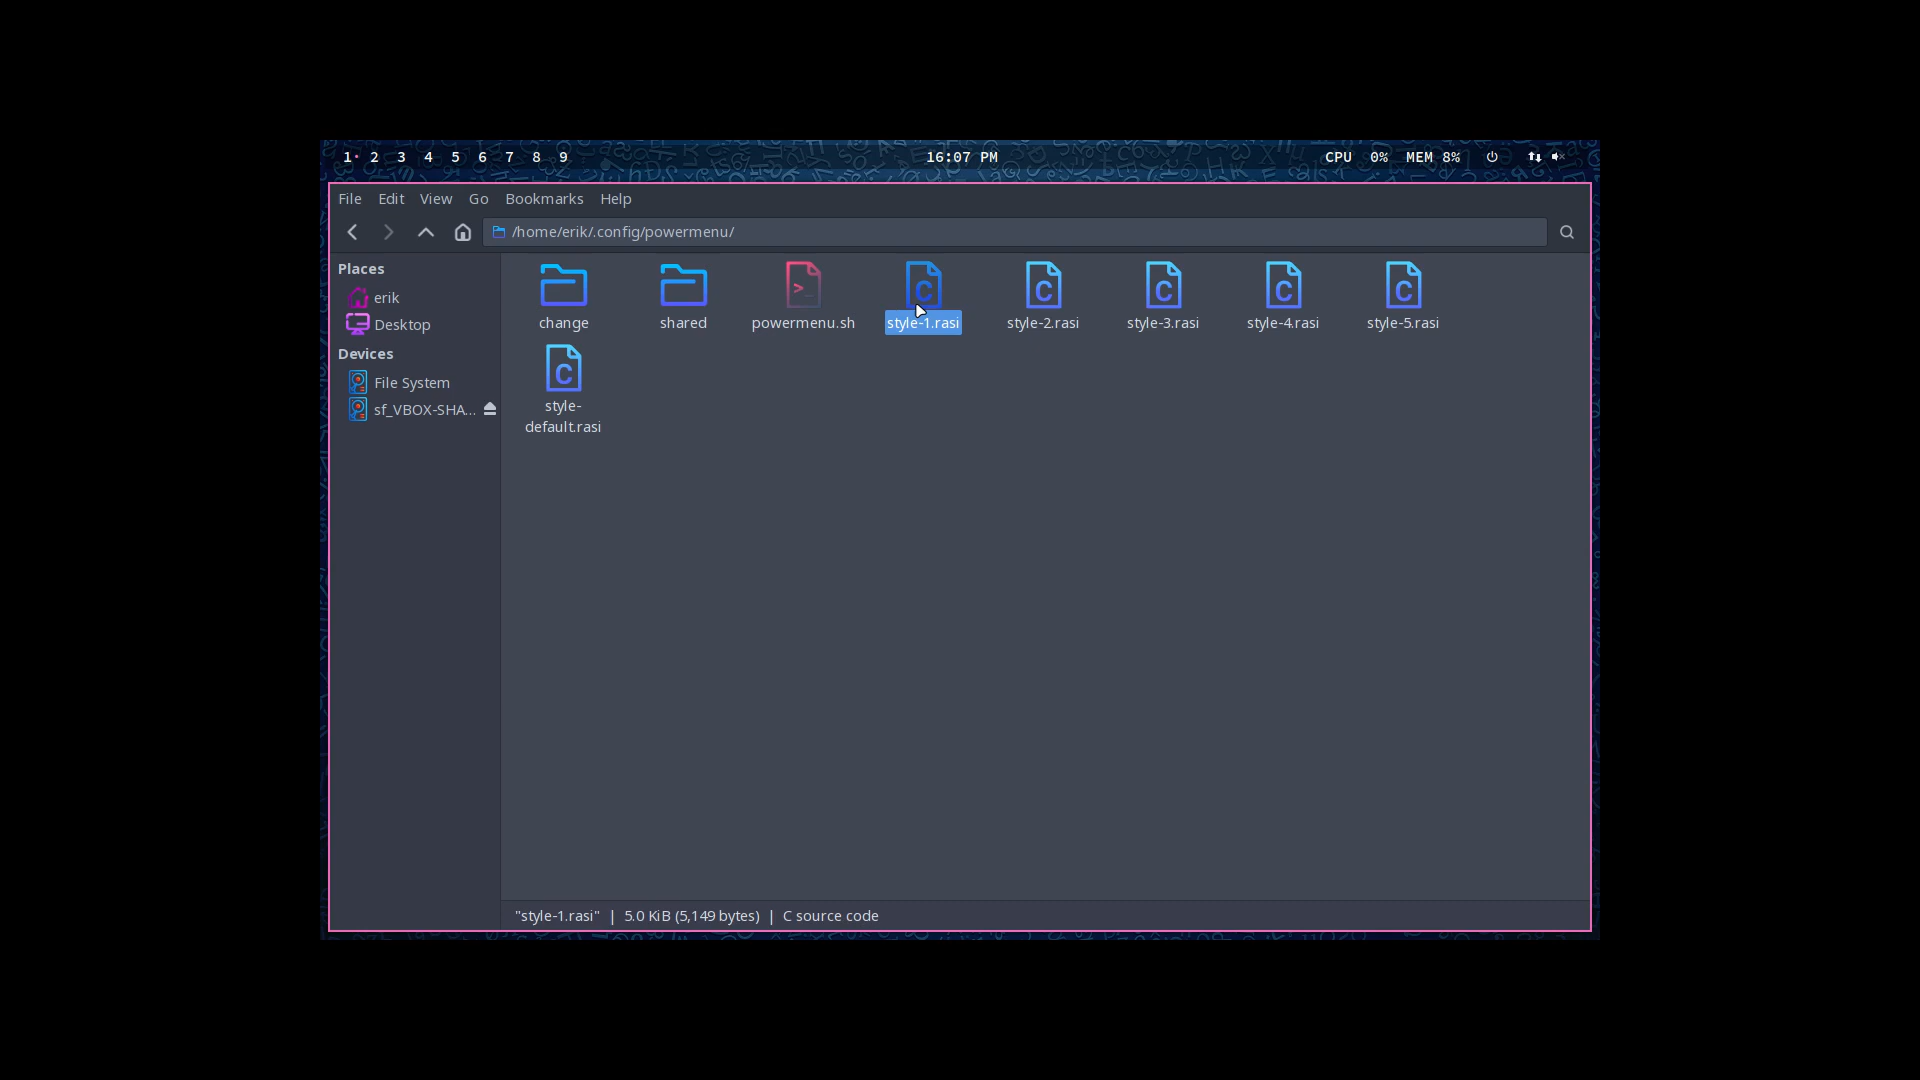 1 2 3 4 5 6 7 8 9 16:07 PM CPU 0% MEM 8%
File Edit View Go Bookmarks Help
/home/erik/.config/powermenu/
Places
erik
Desktop
Devices
File System
sf_VBOX-SHA...
change shared powermenu.sh style-1.rasi style-2.rasi style-3.rasi style-4.rasi style-5.rasi
style-
default.rasi
"style-1.rasi" | 5.0 KiB (5,149 bytes) | C source code